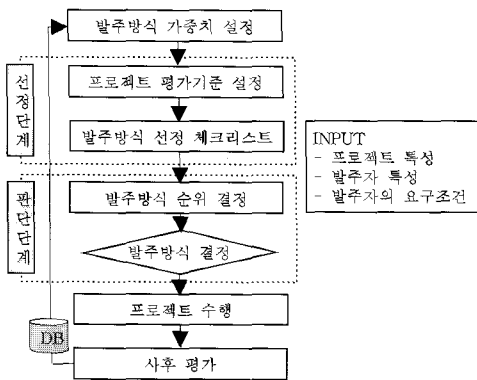 발주방식 가중치 설정
선정단계
프로젝트 평가기준 설정
발주방식 선정 체크리스트
INPUT
- 프로젝트 특성
- 발주자 특성
- 발주자의 요구조건
판단단계
발주방식 순위 결정
발주방식 결정
프로젝트 수행
DB
사후 평가